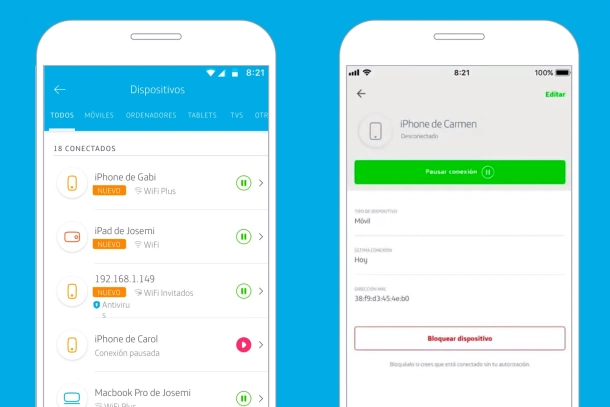 8:21
Dispositivos
TODOS MÓVILES ORDENADORES TABLETS TVS OTR
18 CONECTADOS
iPhone de Gabi
NUEVO WiFi Plus
iPad de Josemi
NUEVO WiFi
192.168.1.149
NUEVO WiFi Invitados
Antiviru
s
iPhone de Carol
Conexión pausada
Macbook Pro de Josemi
WiFi Plus
8:21 100%
Editar
iPhone de Carmen
Desconectado
Pausar conexión
TIPO DE DISPOSITIVO
Móvil
ÚLTIMA CONEXIÓN
Hoy
DIRECCIÓN MAC
38:f9:d3:45:4e:b0
Bloquear dispositivo
Bloquéalo si crees que está conectado sin tu autorización.